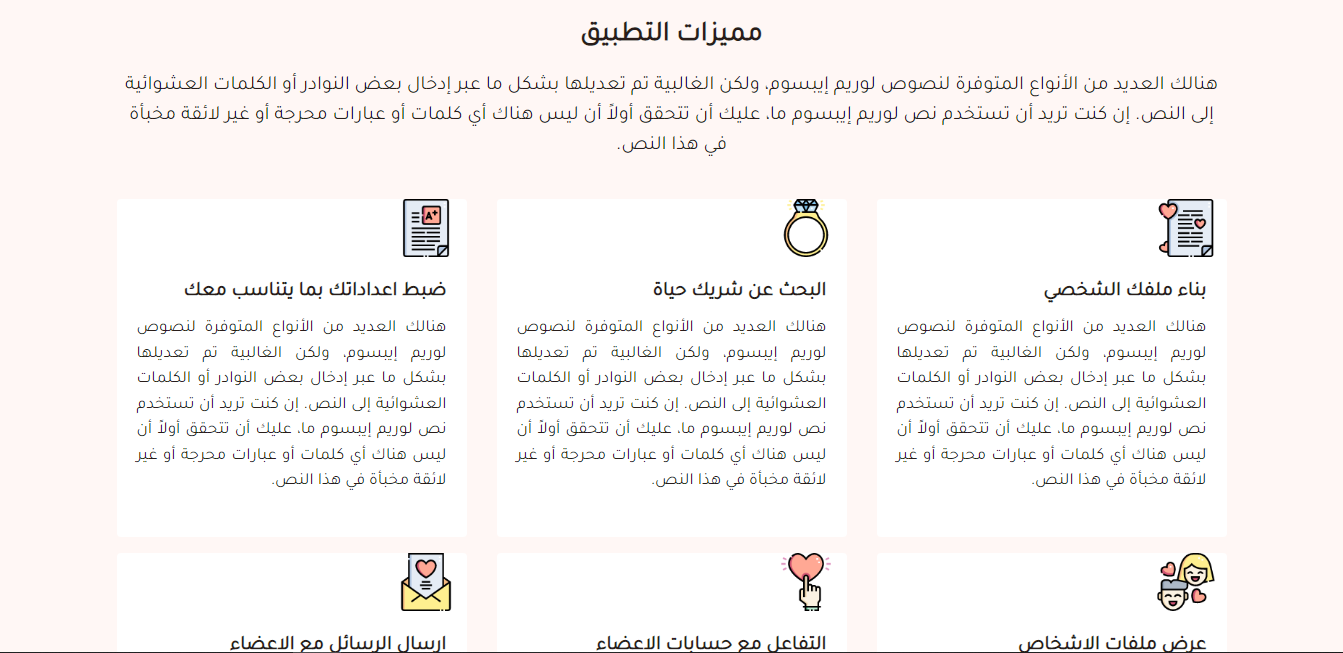 مميزات التطبيق
هنالك العديد من الأنواع المتوفرة لنصوص لوريم إيبسوم، ولكن الغالبية تم تعديلها بشكل ما عبر إدخال بعض النوادر أو الكلمات العشوائية
إلى النص. إن كنت تريد أن تستخدم نص لوريم إيبسوم ما، عليك أن تتحقق أولاً أن ليس هناك أي كلمات أو عبارات محرجة أو غير لائقة مخبأة
في هذا النص.
بناء ملفك الشخصي
هنالك العديد من الأنواع المتوفرة لنصوص
لوريم إيبسوم، ولكن الغالبية تم تعديلها
بشكل ما عبر إدخال بعض النوادر أو الكلمات
العشوائية إلى النص. إن كنت تريد أن تستخدم
نص لوريم إيبسوم ما، عليك أن تتحقق أولاً أن
ليس هناك أي كلمات أو عبارات محرجة أو غير
لائقة مخبأة في هذا النص.
البحث عن شريك حياة
هنالك العديد من الأنواع المتوفرة لنصوص
لوريم إيبسوم، ولكن الغالبية تم تعديلها
بشكل ما عبر إدخال بعض النوادر أو الكلمات
العشوائية إلى النص. إن كنت تريد أن تستخدم
نص لوريم إيبسوم ما، عليك أن تتحقق أولاً أن
ليس هناك أي كلمات أو عبارات محرجة أو غير
لائقة مخبأة في هذا النص.
A+
ضبط اعداداتك بما يتناسب معك
هنالك العديد من الأنواع المتوفرة لنصوص
لوريم إيبسوم، ولكن الغالبية تم تعديلها
بشكل ما عبر إدخال بعض النوادر أو الكلمات
العشوائية إلى النص. إن كنت تريد أن تستخدم
نص لوريم إيبسوم ما، عليك أن تتحقق أولاً أن
ليس هناك أي كلمات أو عبارات محرجة أو غير
لائقة مخبأة في هذا النص.
عرض ملفات الاشخاص
التفاعل مع حسابات الاعضاء
ارسال الرسائل مع الاعضاء